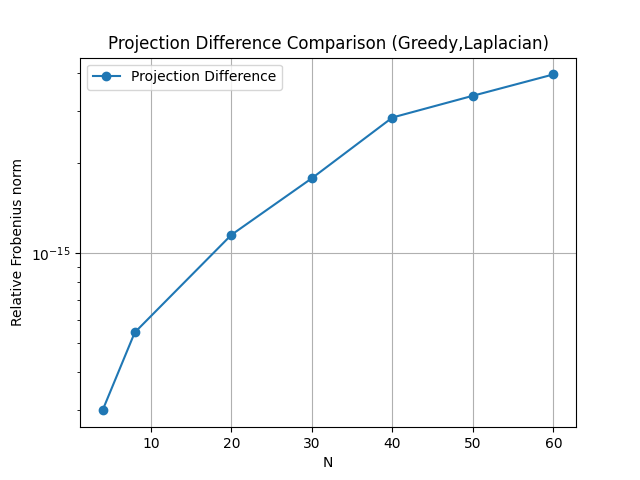 Projection Difference Comparison (Greedy,Laplacian)
Projection Difference
Relative Frobenius norm
10⁻¹⁵
10 20 30 40 50 60
N